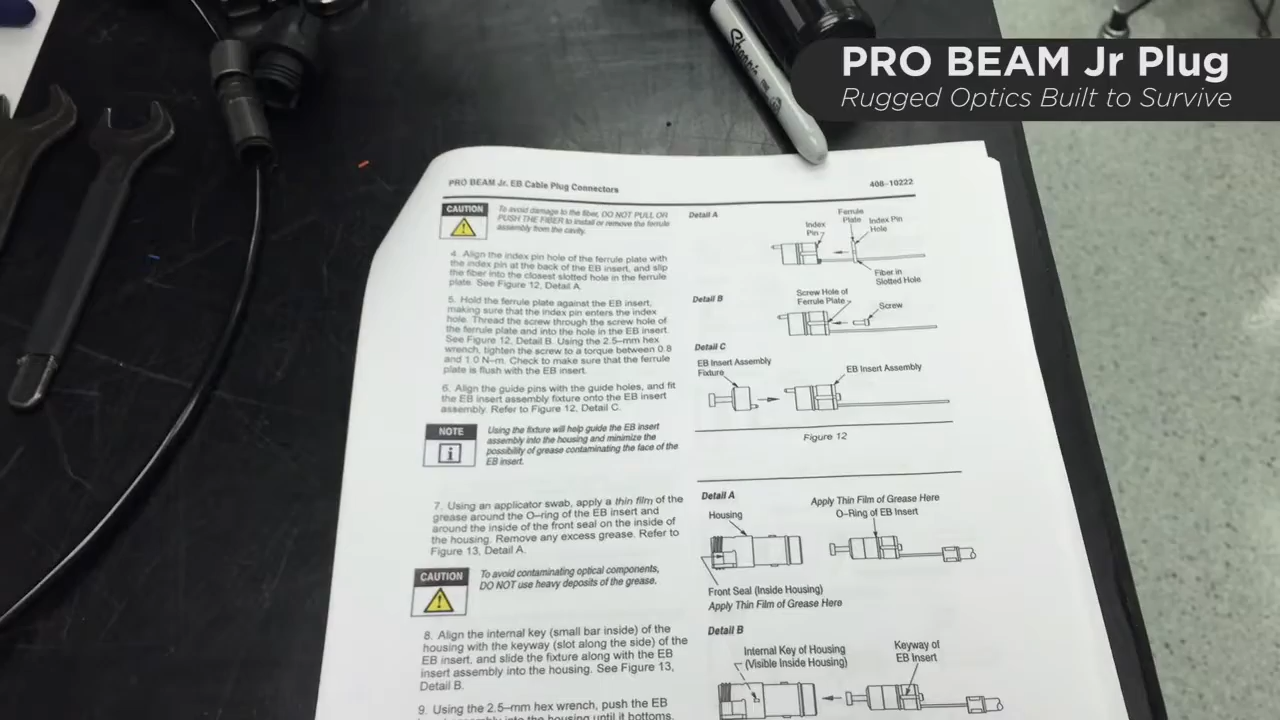 PRO BEAM Jr Plug
Rugged Optics Built to Survive
Sharpie
PRO BEAM Jr. EB Cable Plug Connectors
408-10222
CAUTION
To avoid damage to the fiber, DO NOT PULL OR
PUSH THE FIBER to install or remove the ferrule
assembly from the cavity.
4. Align the index pin hole of the ferrule plate with
the index pin at the back of the EB insert, and slip
the fiber into the closest slotted hole in the ferrule
plate. See Figure 12, Detail A.
5. Hold the ferrule plate against the EB insert,
making sure that the index pin enters the index
hole. Thread the screw through the screw hole of
the ferrule plate and into the hole in the EB insert.
See Figure 12, Detail B. Using the 2.5-mm hex
wrench, tighten the screw to a torque between 0.8
and 1.0 N-m. Check to make sure that the ferrule
plate is flush with the EB insert.
6. Align the guide pins with the guide holes, and fit
the EB insert assembly fixture onto the EB insert
assembly. Refer to Figure 12, Detail C.
NOTE
i
Using the fixture will help guide the EB insert
assembly into the housing and minimize the
possibility of grease contaminating the face of the
EB insert.
7. Using an applicator swab, apply a thin film of the
grease around the O-ring of the EB insert and
around the inside of the front seal on the inside of
the housing. Remove any excess grease. Refer to
Figure 13, Detail A.
CAUTION
To avoid contaminating optical components,
DO NOT use heavy deposits of the grease.
8. Align the internal key (small bar inside) of the
housing with the keyway (slot along the side) of the
EB insert, and slide the fixture along with the EB
insert assembly into the housing. See Figure 13,
Detail B.
9. Using the 2.5-mm hex wrench, push the EB
assembly into the housing until it bottoms.
Detail A
Index
Pin
Ferrule
Plate
Index Pin
Hole
Fiber in
Slotted Hole
Detail B
Screw Hole of
Ferrule Plate
Screw
Detail C
EB Insert Assembly
Fixture
EB Insert Assembly
Figure 12
Detail A
Housing
Apply Thin Film of Grease Here
O-Ring of EB Insert
Front Seal (Inside Housing)
Apply Thin Film of Grease Here
Detail B
Internal Key of Housing
(Visible Inside Housing)
Keyway of
EB Insert